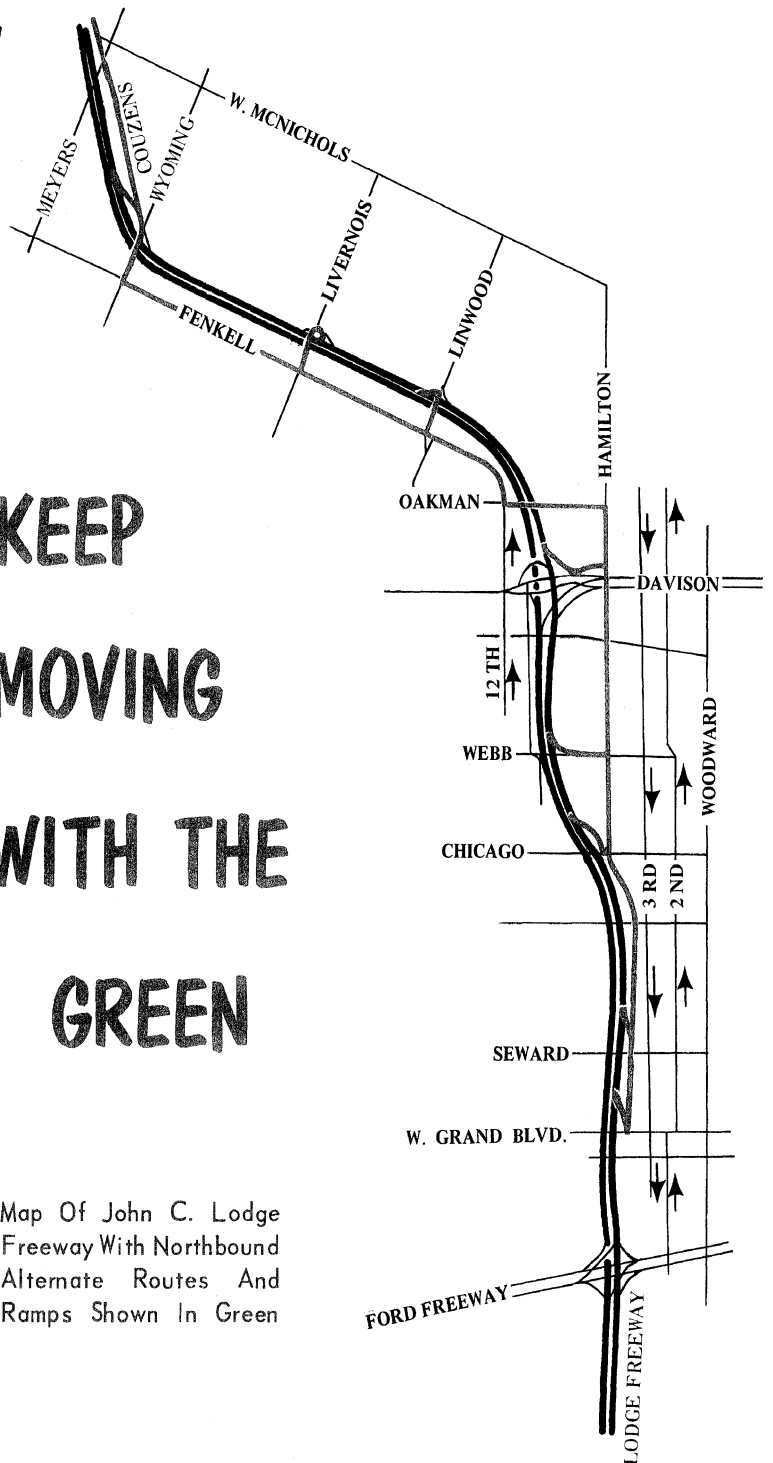 COUZENS
MEYERS
WYOMING
W. MCNICHOLS
LIVERNOIS
LINWOOD
FENKELL
HAMILTON
OAKMAN
DAVISON
12 TH
WEBB
WOODWARD
CHICAGO
3 RD
2 ND
SEWARD
W. GRAND BLVD.
FORD FREEWAY
LODGE FREEWAY
KEEP
MOVING
WITH THE
GREEN
Map Of John C. Lodge
Freeway With Northbound
Alternate Routes And
Ramps Shown In Green